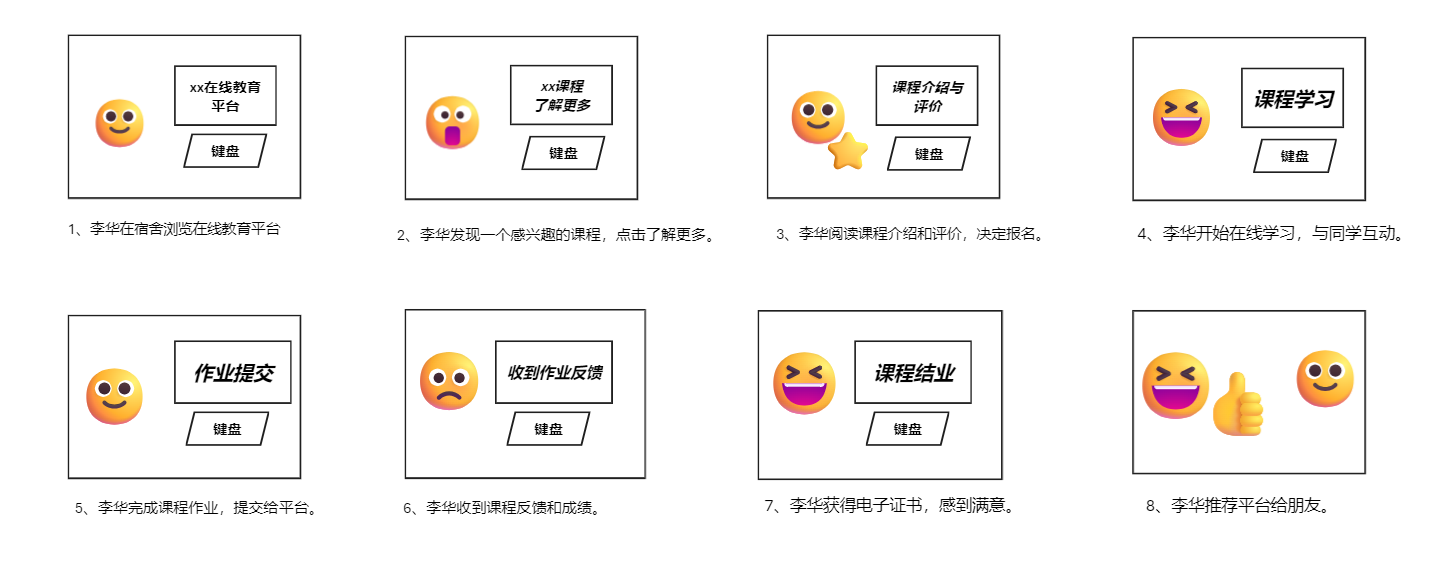 xx在线教育
平台
键盘
1、李华在宿舍浏览在线教育平台
xx课程
了解更多
键盘
2、李华发现一个感兴趣的课程，点击了解更多。
课程介绍与
评价
键盘
3、李华阅读课程介绍和评价，决定报名。
课程学习
键盘
4、李华开始在线学习，与同学互动。
作业提交
键盘
5、李华完成课程作业，提交给平台。
收到作业反馈
键盘
6、李华收到课程反馈和成绩。
课程结业
键盘
7、李华获得电子证书，感到满意。
8、李华推荐平台给朋友。